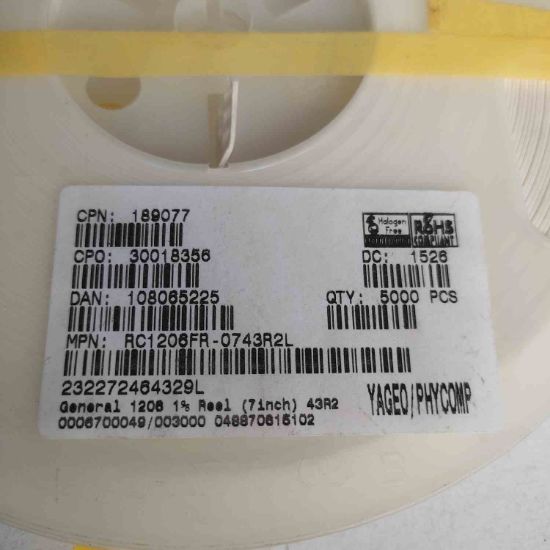 CPN: 189077
Halogen Free
ROHS COMPLIANT
CPO: 30018356
DC: 1526
DAN: 108065225
QTY: 5000 PCS
MPN: RC1206FR-0743R2L
232272464329L
General 1206 1% Reel (7inch) 43R2
YAGEO/PHYCOMP
0006700049/003000 048870615102